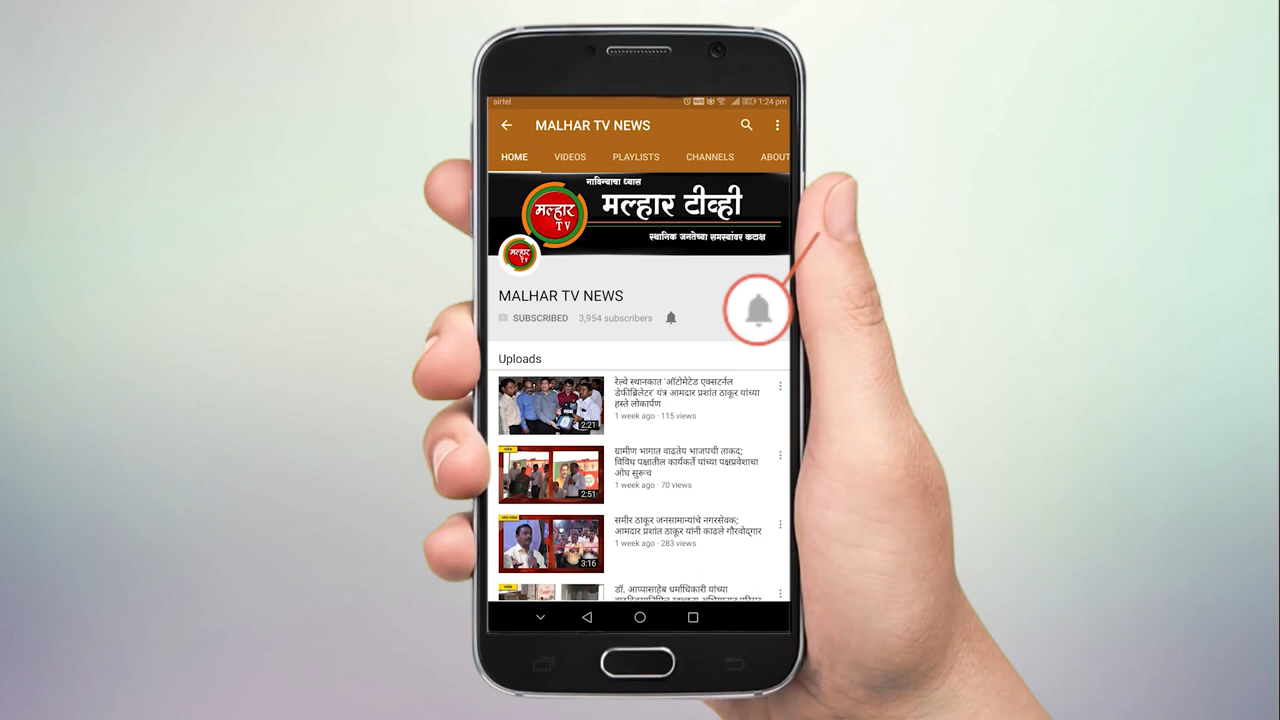 airtel 1:24 pm
MALHAR TV NEWS
HOME VIDEOS PLAYLISTS CHANNELS ABOUT
नाविन्याचा ध्यास
मल्हार टीव्ही
मल्हार
TV
स्थानिक जनतेच्या समस्यांवर कटाक्ष
मल्हार
TV
MALHAR TV NEWS
SUBSCRIBED 3,954 subscribers
Uploads
रेल्वे स्थानकात 'ऑटोमेटेड एक्सटर्नल
डेफीब्रिलेटर' यंत्र आमदार प्रशांत ठाकूर यांच्या
हस्ते लोकार्पण
1 week ago · 115 views
2:21
ग्रामीण भागात वाढतेय भाजपची ताकद;
विविध पक्षातील कार्यकर्ते यांच्या पक्षप्रवेशाचा
ओघ सुरूच
1 week ago · 70 views
2:51
समीर ठाकूर जनसामान्यांचे नगरसेवक;
आमदार प्रशांत ठाकूर यांनी काढले गौरवोद्गार
1 week ago · 283 views
3:16
डॉ. आप्पासाहेब धर्माधिकारी यांच्या